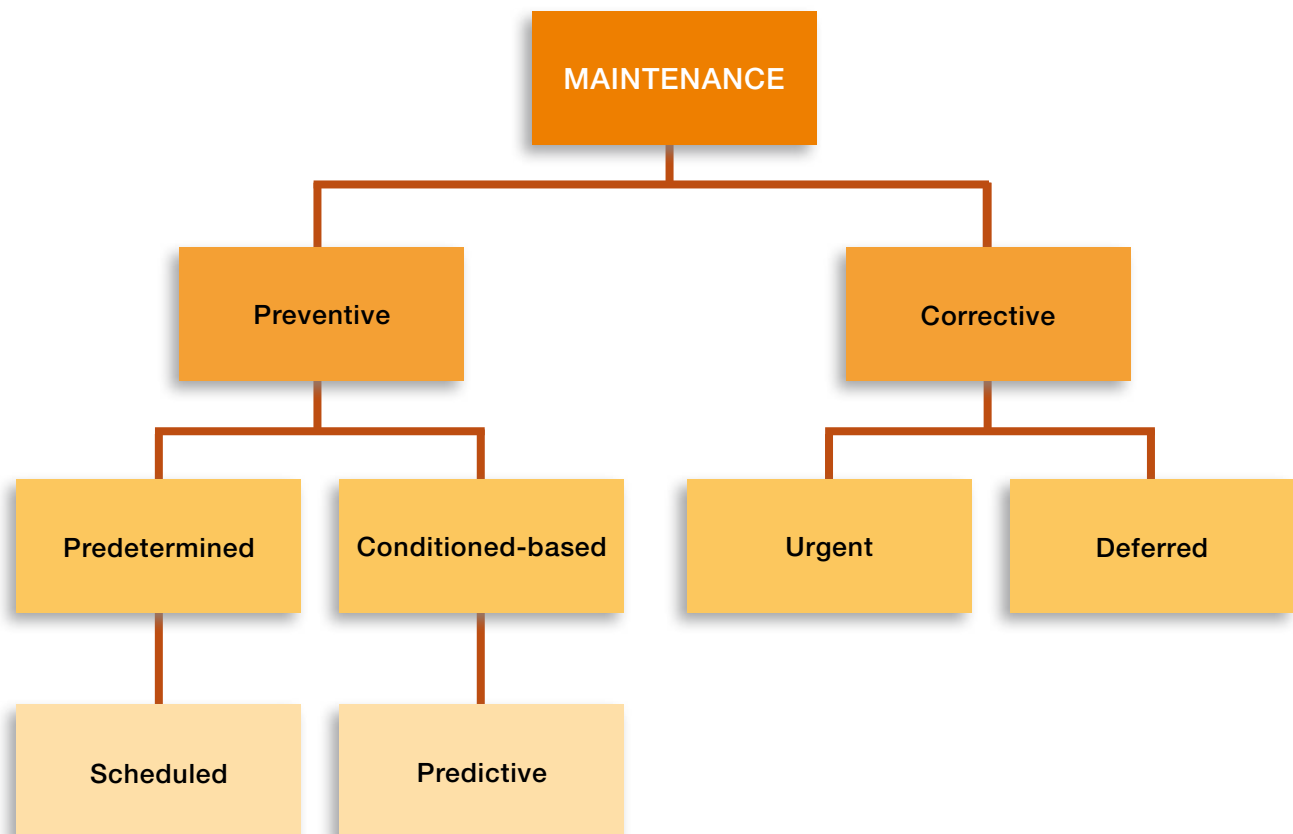 MAINTENANCE
Preventive
Corrective
Predetermined
Conditioned-based
Urgent
Deferred
Scheduled
Predictive